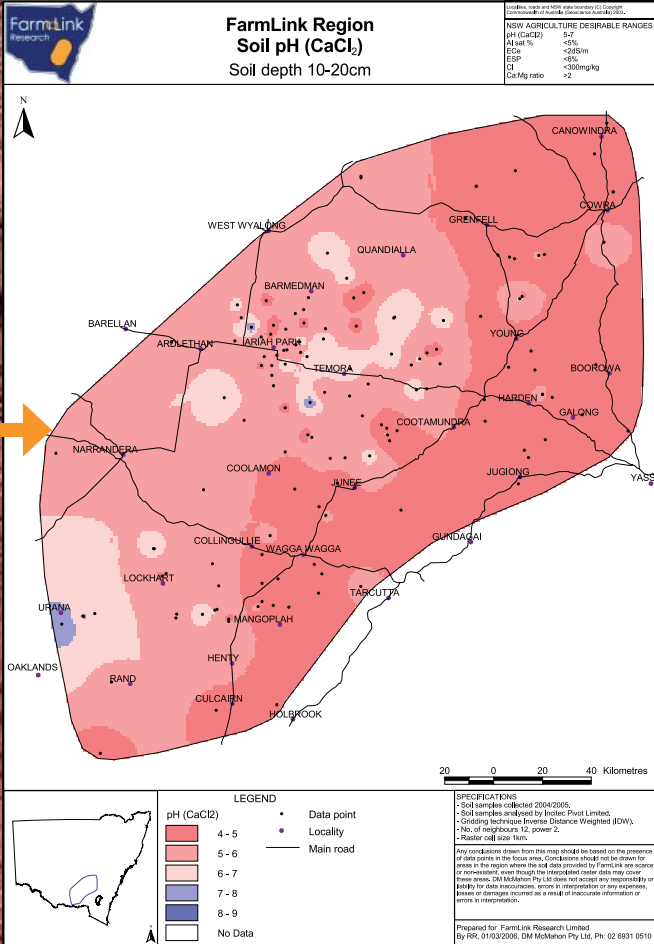 FarmLink
Research
FarmLink Region
Soil pH (CaCl₂)
Soil depth 10-20cm
Localities, roads and NSW state boundary (C) Copyright
Commonwealth of Australia (Geoscience Australia) 2003.
NSW AGRICULTURE DESIRABLE RANGES
pH (CaCl2) 5-7
Al sat % <5%
ECe <2dS/m
ESP <6%
Cl <300mg/kg
Ca:Mg ratio >2
N
CANOWINDRA
COWRA
GRENFELL
WEST WYALONG
QUANDIALLA
BARMEDMAN
BARELLAN
ARDLETHAN
ARIAH PARK
YOUNG
TEMORA
BOOROWA
HARDEN
GALONG
COOTAMUNDRA
NARRANDERA
COOLAMON
JUNEE
JUGIONG
YASS
COLLINGULLIE
WAGGA WAGGA
GUNDAGAI
LOCKHART
TARCUTTA
URANA
MANGOPLAH
HENTY
OAKLANDS
RAND
CULCAIRN
HOLBROOK
20 0 20 40 Kilometres
LEGEND
pH (CaCl2)
4 - 5
5 - 6
6 - 7
7 - 8
8 - 9
No Data
Data point
Locality
Main road
SPECIFICATIONS
- Soil samples collected 2004/2005.
- Soil samples analysed by Incitec Pivot Limited.
- Gridding technique Inverse Distance Weighted (IDW).
- No. of neighbours 12, power 2.
- Raster cell size 1km.
Any conclusions drawn from this map should be based on the presence
of data points in the focus area. Conclusions should not be drawn for
areas in the region where the soil data provided by FarmLink are scarce
or non-existent, even though the interpolated raster data may cover
these areas. DM McMahon Pty Ltd does not accept any responsibility or
liability for data inaccuracies, errors in interpretation or any expenses,
losses or damages incurred as a result of inaccurate information or
errors in interpretation.
Prepared for FarmLink Research Limited
By RR, 01/03/2006, DM McMahon Pty Ltd, Ph: 02 6931 0510
N